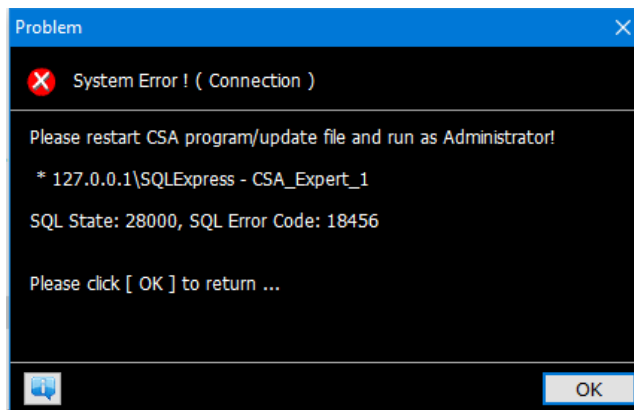 Problem
System Error ! ( Connection )
Please restart CSA program/update file and run as Administrator!
* 127.0.0.1\SQLExpress - CSA_Expert_1
SQL State: 28000, SQL Error Code: 18456
Please click [ OK ] to return ...
OK